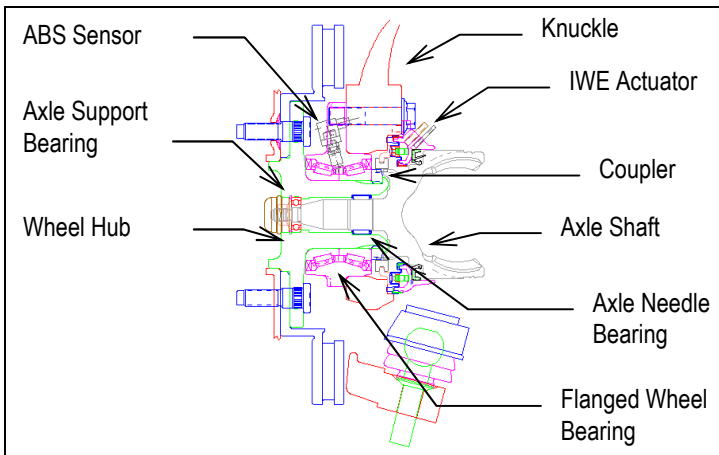 ABS Sensor
Axle Support
Bearing
Wheel Hub
Knuckle
IWE Actuator
Coupler
Axle Shaft
Axle Needle
Bearing
Flanged Wheel
Bearing